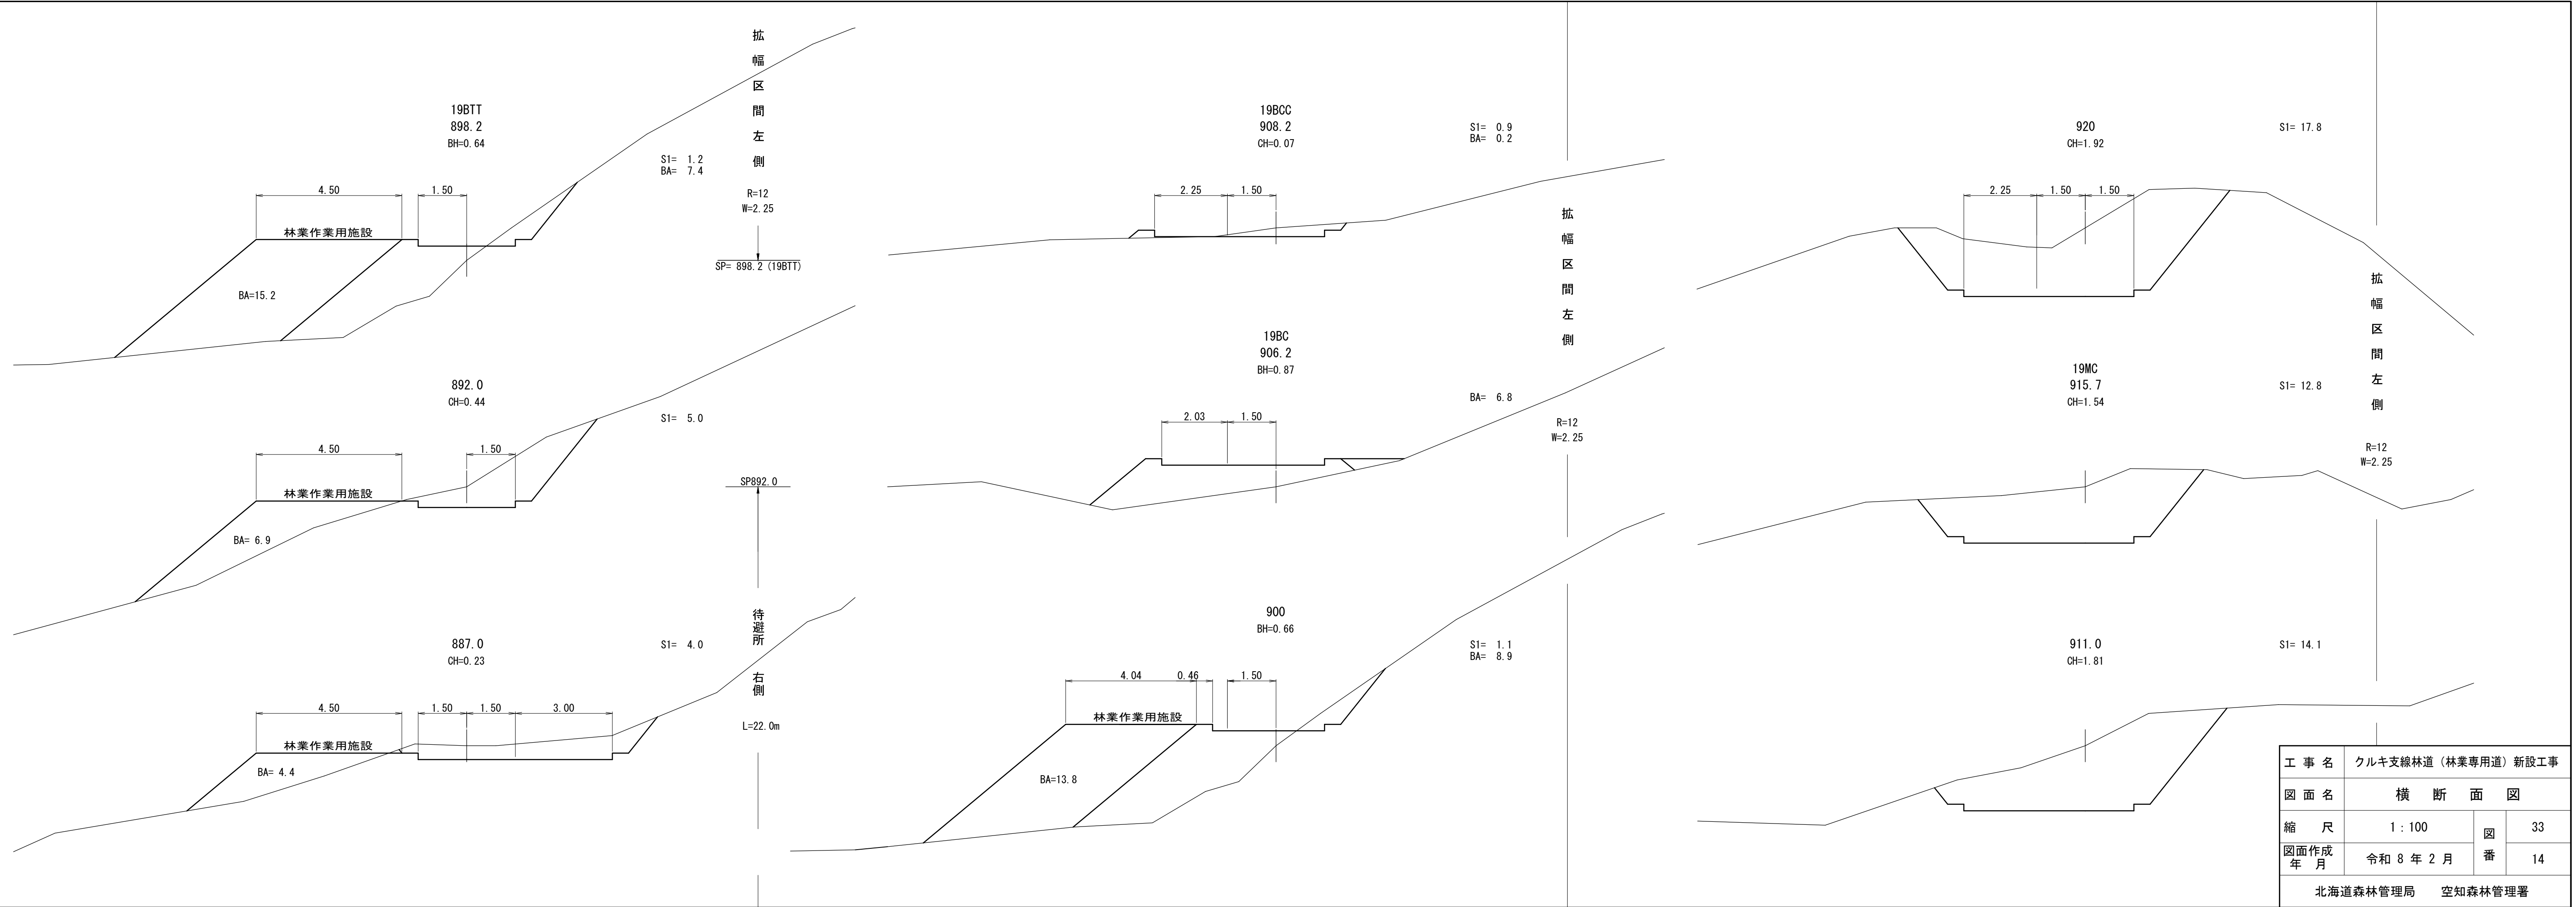 19BTT
898.2
BH=0.64
S1= 1.2
BA= 7.4
4.50
1.50
林業作業用施設
BA=15.2
拡幅区間左側
R=12
W=2.25
SP= 898.2 (19BTT)
892.0
CH=0.44
S1= 5.0
4.50
1.50
林業作業用施設
BA= 6.9
SP892.0
887.0
CH=0.23
S1= 4.0
4.50
1.50
1.50
3.00
林業作業用施設
BA= 4.4
待避所 右側
L=22.0m
19BCC
908.2
CH=0.07
S1= 0.9
BA= 0.2
2.25
1.50
19BC
906.2
BH=0.87
BA= 6.8
2.03
1.50
拡幅区間左側
R=12
W=2.25
900
BH=0.66
S1= 1.1
BA= 8.9
4.04
0.46
1.50
林業作業用施設
BA=13.8
920
CH=1.92
S1= 17.8
2.25
1.50
1.50
19MC
915.7
CH=1.54
S1= 12.8
拡幅区間左側
R=12
W=2.25
911.0
CH=1.81
S1= 14.1
工事名 クルキ支線林道（林業専用道）新設工事
図面名 横断面図
縮尺 1：100 図番 33
図面作成年月 令和 8 年 2 月 14
北海道森林管理局 空知森林管理署